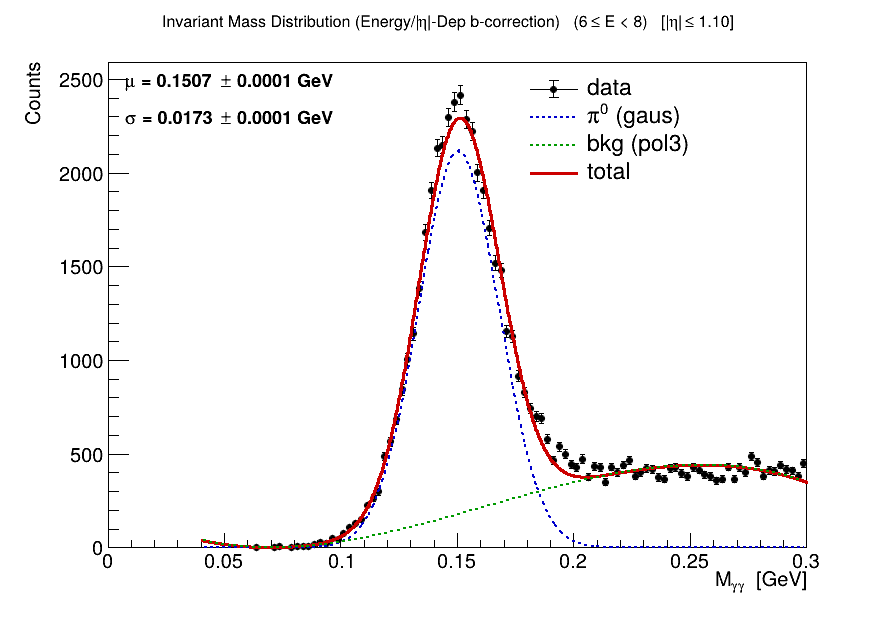 Invariant Mass Distribution (Energy/|η|-Dep b-correction) (6 ≤ E < 8) [|η| ≤ 1.10]
Counts
μ = 0.1507 ± 0.0001 GeV
σ = 0.0173 ± 0.0001 GeV
data
π⁰ (gaus)
bkg (pol3)
total
2500
2000
1500
1000
500
0
0 0.05 0.1 0.15 0.2 0.25 0.3
Mγγ [GeV]